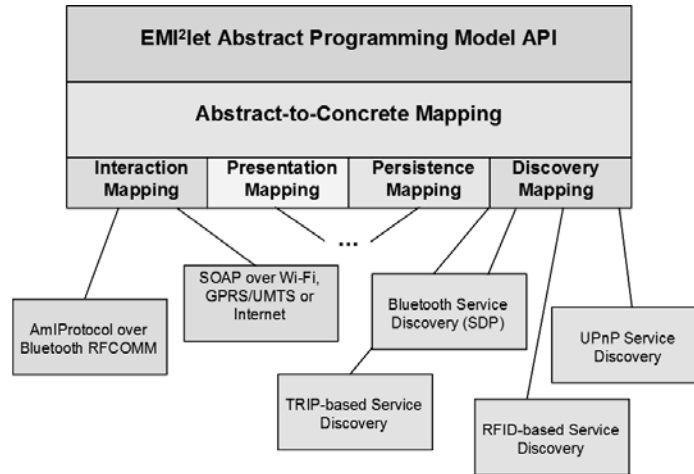 EMI²let Abstract Programming Model API
Abstract-to-Concrete Mapping
Interaction
Mapping
Presentation
Mapping
Persistence
Mapping
Discovery
Mapping
...
SOAP over Wi-Fi,
GPRS/UMTS or
Internet
AmIProtocol over
Bluetooth RFCOMM
Bluetooth Service
Discovery (SDP)
UPnP Service
Discovery
TRIP-based Service
Discovery
RFID-based Service
Discovery